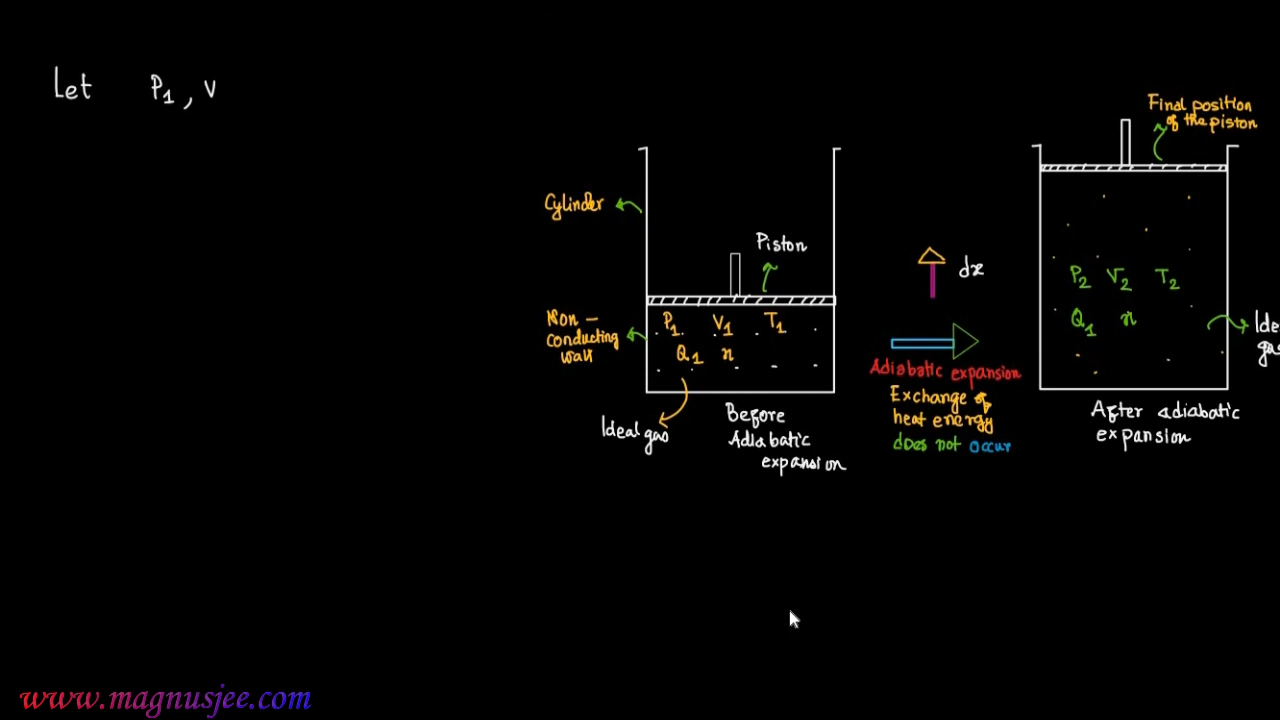 Let P1, V
Final position
of the piston
Cylinder
Piston
dx
Non-
conducting
wall
P1 V1 T1
Q1 n
P2 V2 T2
Q1 n
Ide
gas
Adiabatic expansion
Exchange of
heat energy
does not occur
Ideal gas
Before
Adiabatic
expansion
After adiabatic
expansion
www.magnusjee.com